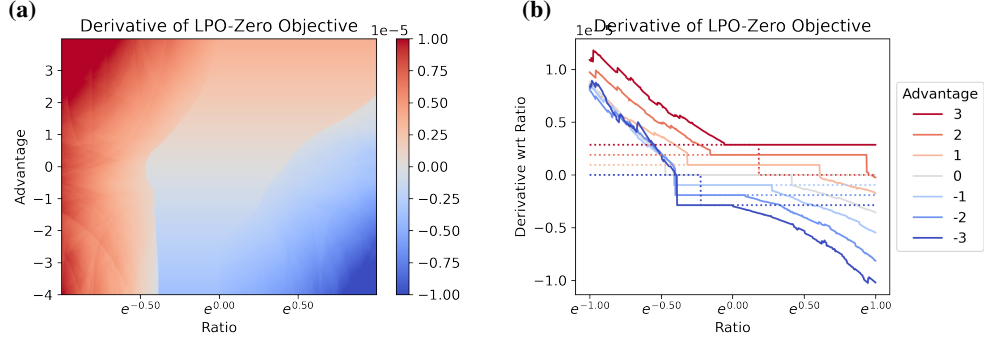 (a)
Derivative of LPO-Zero Objective
1e−5
3
2
1
0
−1
−2
−3
−4
Advantage
e^−0.50
e^0.00
e^0.50
Ratio
1.00
0.75
0.50
0.25
0.00
−0.25
−0.50
−0.75
−1.00
(b)
1e−5
Derivative of LPO-Zero Objective
1.0
0.5
0.0
−0.5
−1.0
Derivative wrt Ratio
e^−1.00
e^−0.50
e^0.00
e^0.50
e^1.00
Ratio
Advantage
3
2
1
0
-1
-2
-3